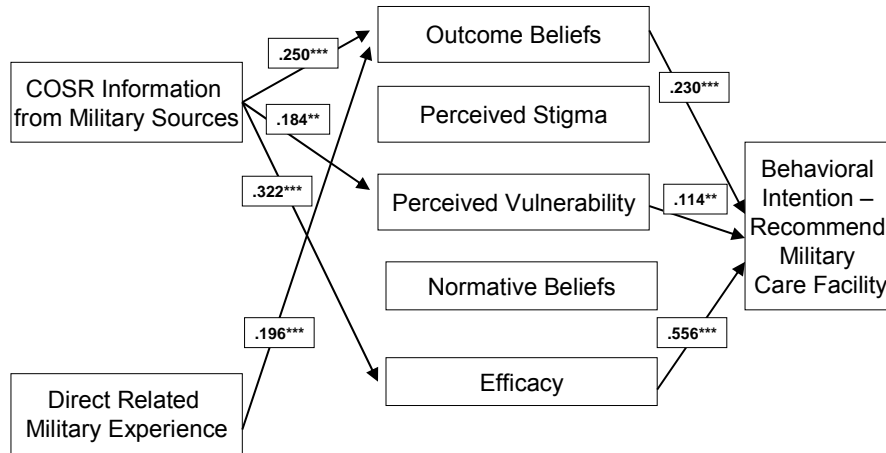 Outcome Beliefs
.250***
COSR Information
from Military Sources
.230***
.184**
Perceived Stigma
Behavioral
Intention –
Recommend
Military
Care Facility
.322***
Perceived Vulnerability
.114**
Normative Beliefs
.196***
.556***
Efficacy
Direct Related
Military Experience